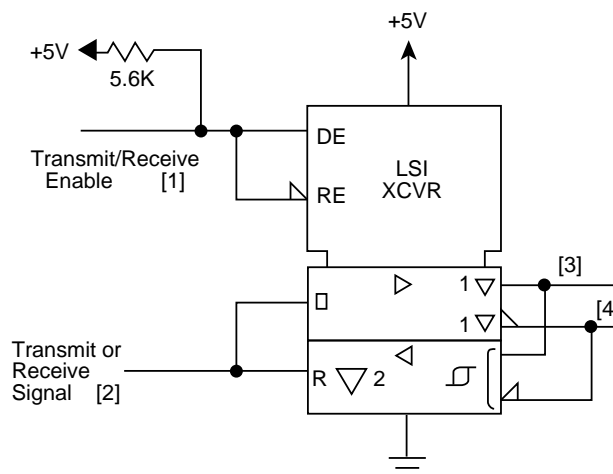 +5V
+5V
5.6K
DE
Transmit/Receive
Enable [1]
LSI
XCVR
RE
[3]
1
[4
1
Transmit or
Receive
Signal [2]
R
2